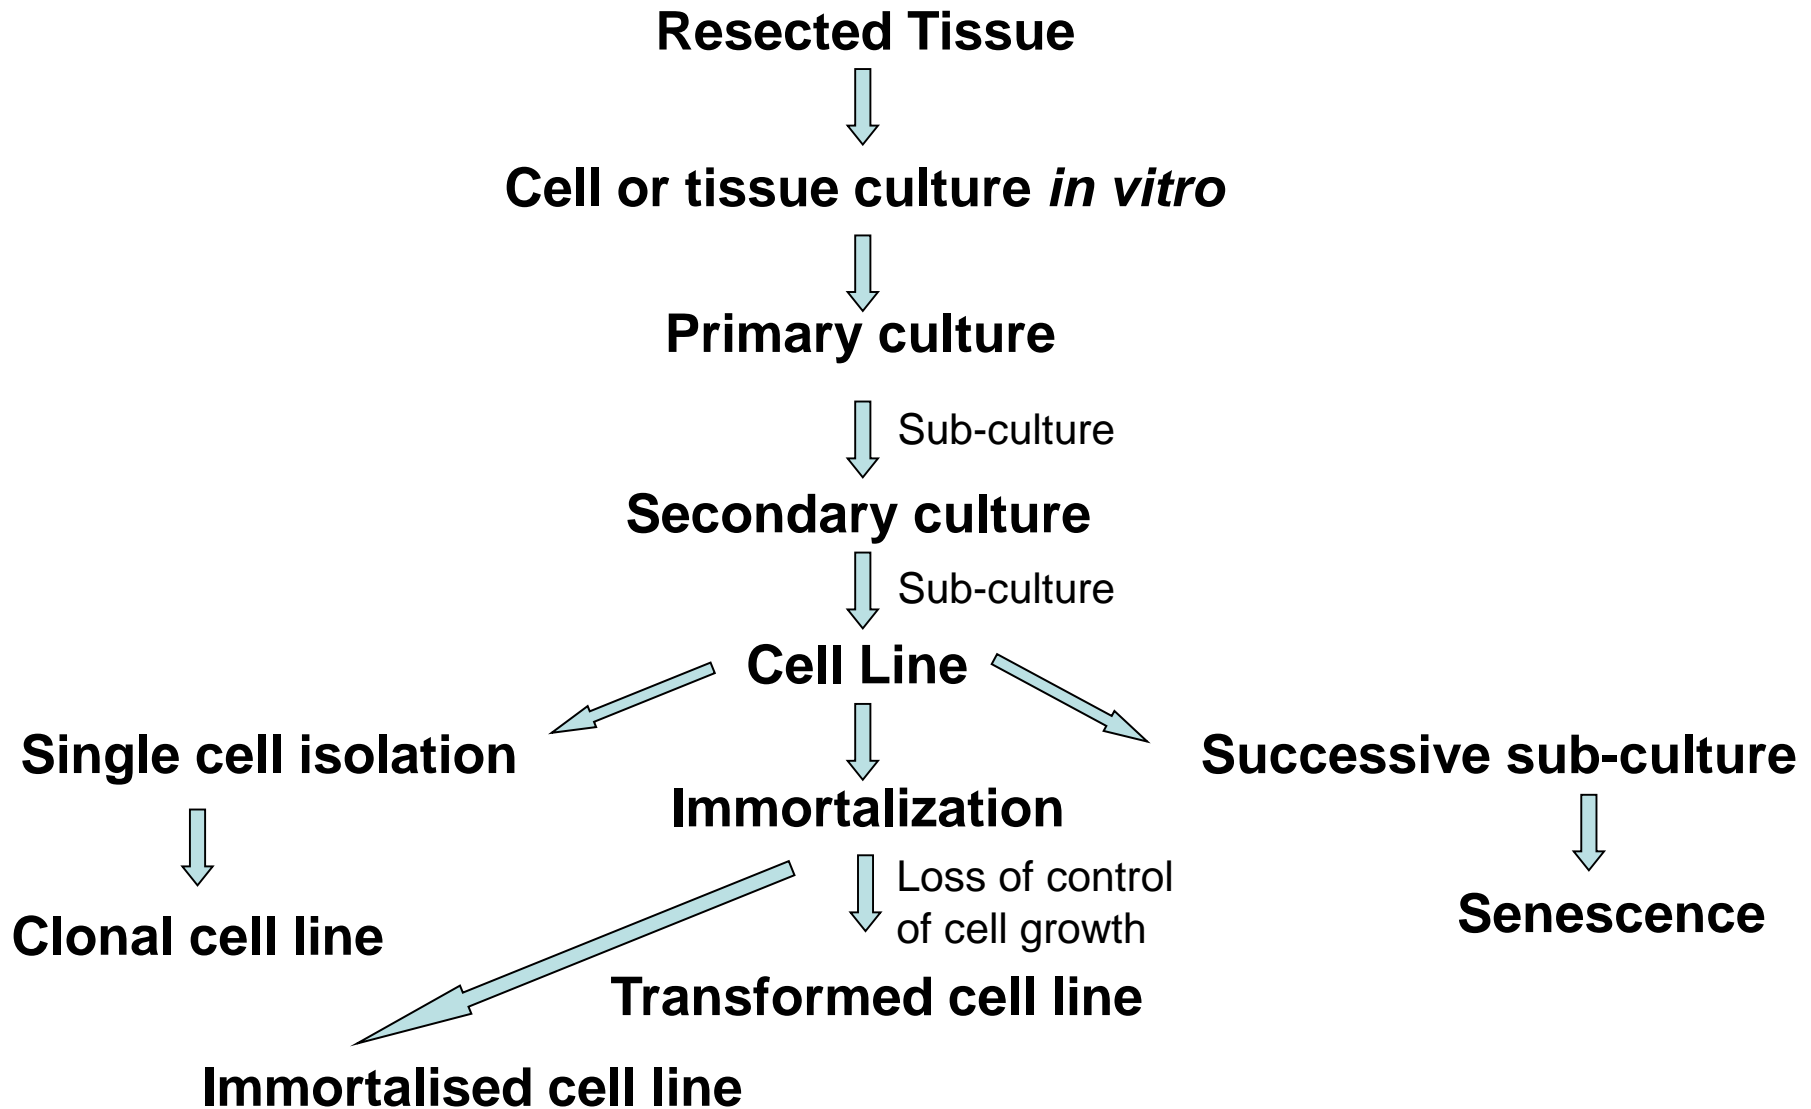 Resected Tissue
Cell or tissue culture in vitro
Primary culture
Sub-culture
Secondary culture
Sub-culture
Cell Line
Single cell isolation
Successive sub-culture
Immortalization
Loss of control
of cell growth
Clonal cell line
Senescence
Transformed cell line
Immortalised cell line